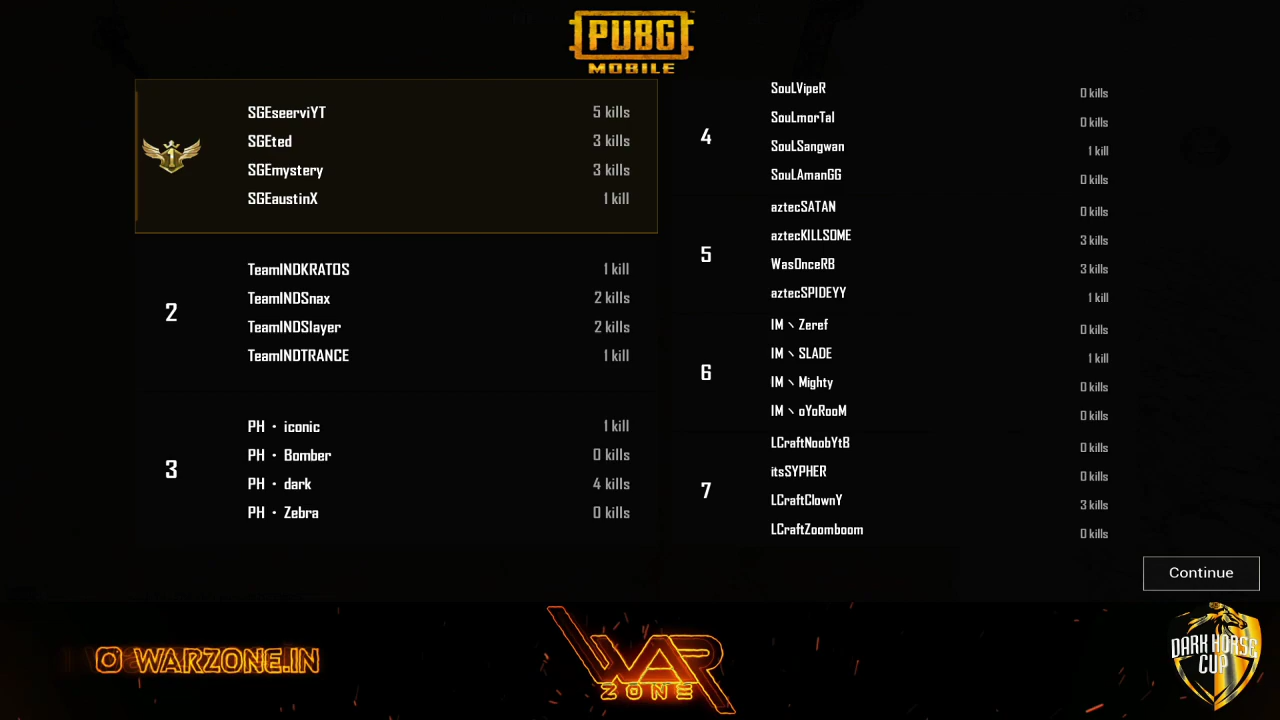 PUBG
MOBILE
1
SGEseerviYT 5 kills
SGEted 3 kills
SGEmystery 3 kills
SGEaustinX 1 kill
2
TeamINDKRATOS 1 kill
TeamINDSnax 2 kills
TeamINDSlayer 2 kills
TeamINDTRANCE 1 kill
3
PH・iconic 1 kill
PH・Bomber 0 kills
PH・dark 4 kills
PH・Zebra 0 kills
4
SouLVipeR 0 kills
SouLmorTal 0 kills
SouLSangwan 1 kill
SouLAmanGG 0 kills
5
aztecSATAN 0 kills
aztecKILLSOME 3 kills
WasOnceRB 3 kills
aztecSPIDEYY 1 kill
6
IM丶Zeref 0 kills
IM丶SLADE 1 kill
IM丶Mighty 0 kills
IM丶oYoRooM 0 kills
7
LCraftNoobYtB 0 kills
itsSYPHER 0 kills
LCraftClownY 3 kills
LCraftZoomboom 0 kills
Continue
WARZONE.IN
WAR
ZONE
DARK HORSE
CUP